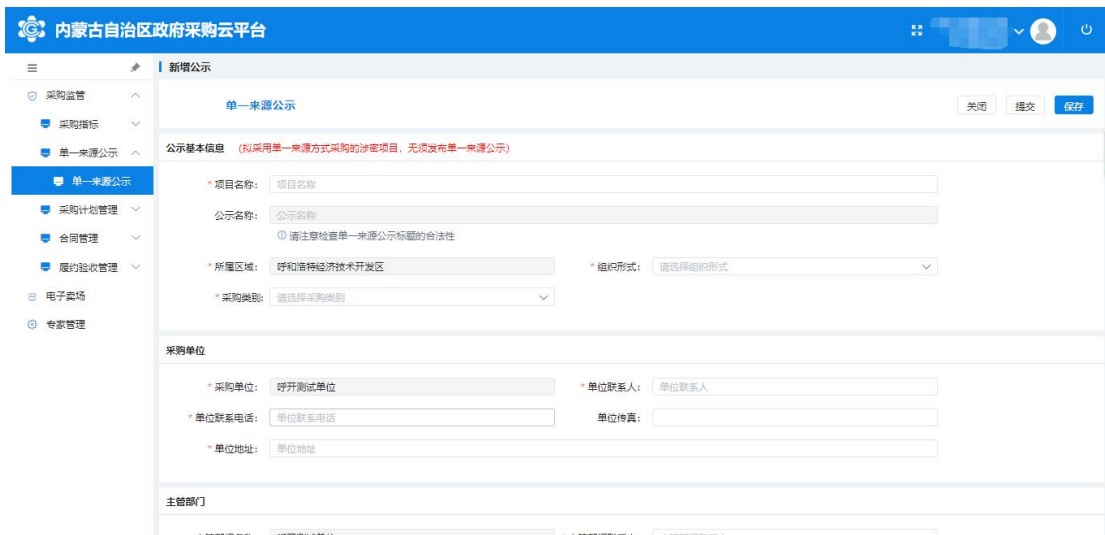 内蒙古自治区政府采购云平台
新增公示
采购监管
采购指标
单一来源公示
单一来源公示
采购计划管理
合同管理
履约验收管理
电子卖场
专家管理
单一来源公示
关闭 提交 保存
公示基本信息 (拟采用单一来源方式采购的涉密项目,无须发布单一来源公示)
* 项目名称: 项目名称
公示名称: 公示名称
请注意检查单一来源公示标题的合法性
* 所属区域: 呼和浩特经济技术开发区 * 组织形式: 请选择组织形式
* 采购类别: 请选择采购类别
采购单位
* 采购单位: 呼开测试单位 * 单位联系人: 单位联系人
* 单位联系电话: 单位联系电话 单位传真:
* 单位地址: 单位地址
主管部门